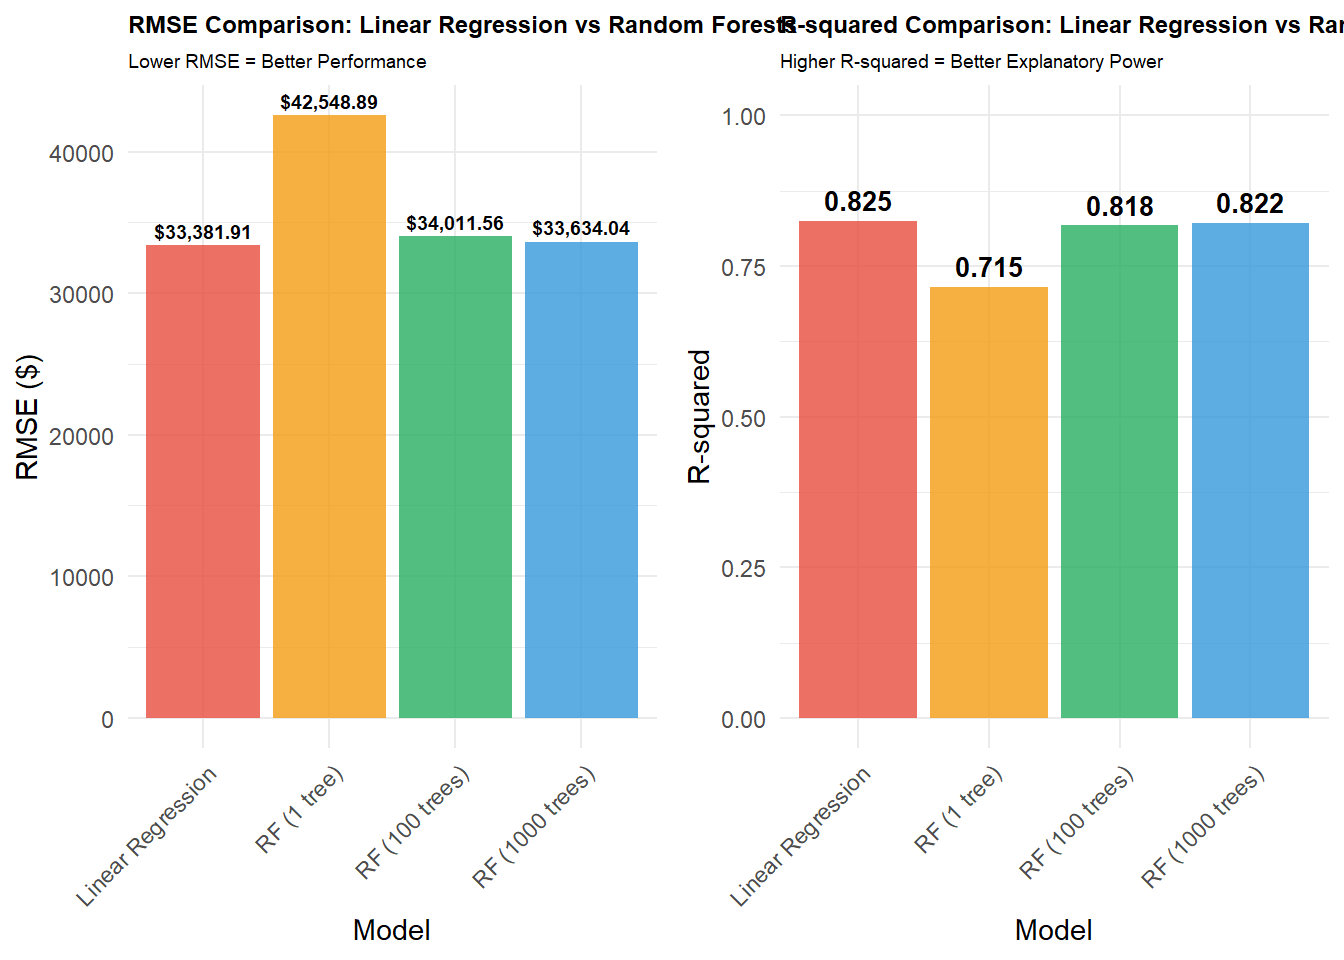 RMSE Comparison: Linear Regression vs Random Forests
Lower RMSE = Better Performance
$42,548.89
$33,381.91
$34,011.56
$33,634.04
40000
30000
20000
10000
0
RMSE ($)
Linear Regression
RF (1 tree)
RF (100 trees)
RF (1000 trees)
Model
R-squared Comparison: Linear Regression vs Ra
Higher R-squared = Better Explanatory Power
1.00
0.75
0.50
0.25
0.00
0.825
0.715
0.818
0.822
R-squared
Linear Regression
RF (1 tree)
RF (100 trees)
RF (1000 trees)
Model